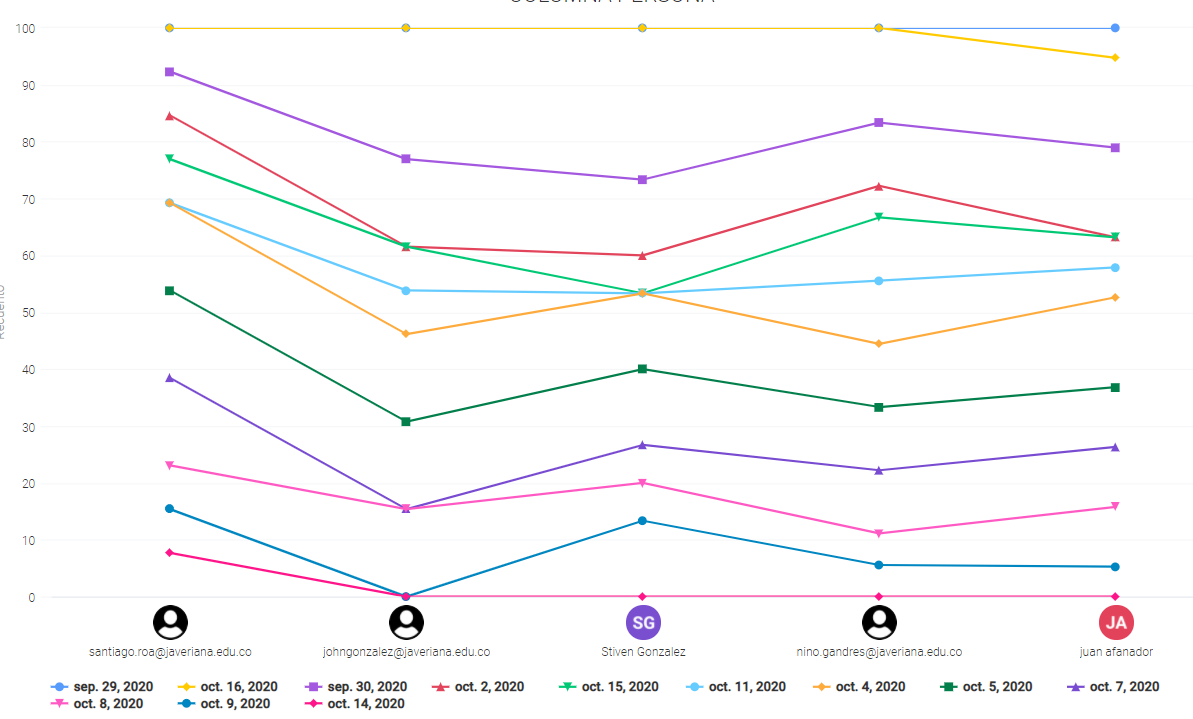 COLUMNA PERSONA
100
90
80
70
60
50
40
30
20
10
0
Recuento
SG
JA
santiago.roa@javeriana.edu.co
johngonzalez@javeriana.edu.co
Stiven Gonzalez
nino.gandres@javeriana.edu.co
juan afanador
sep. 29, 2020 oct. 16, 2020 sep. 30, 2020 oct. 2, 2020 oct. 15, 2020 oct. 11, 2020 oct. 4, 2020 oct. 5, 2020 oct. 7, 2020
oct. 8, 2020 oct. 9, 2020 oct. 14, 2020